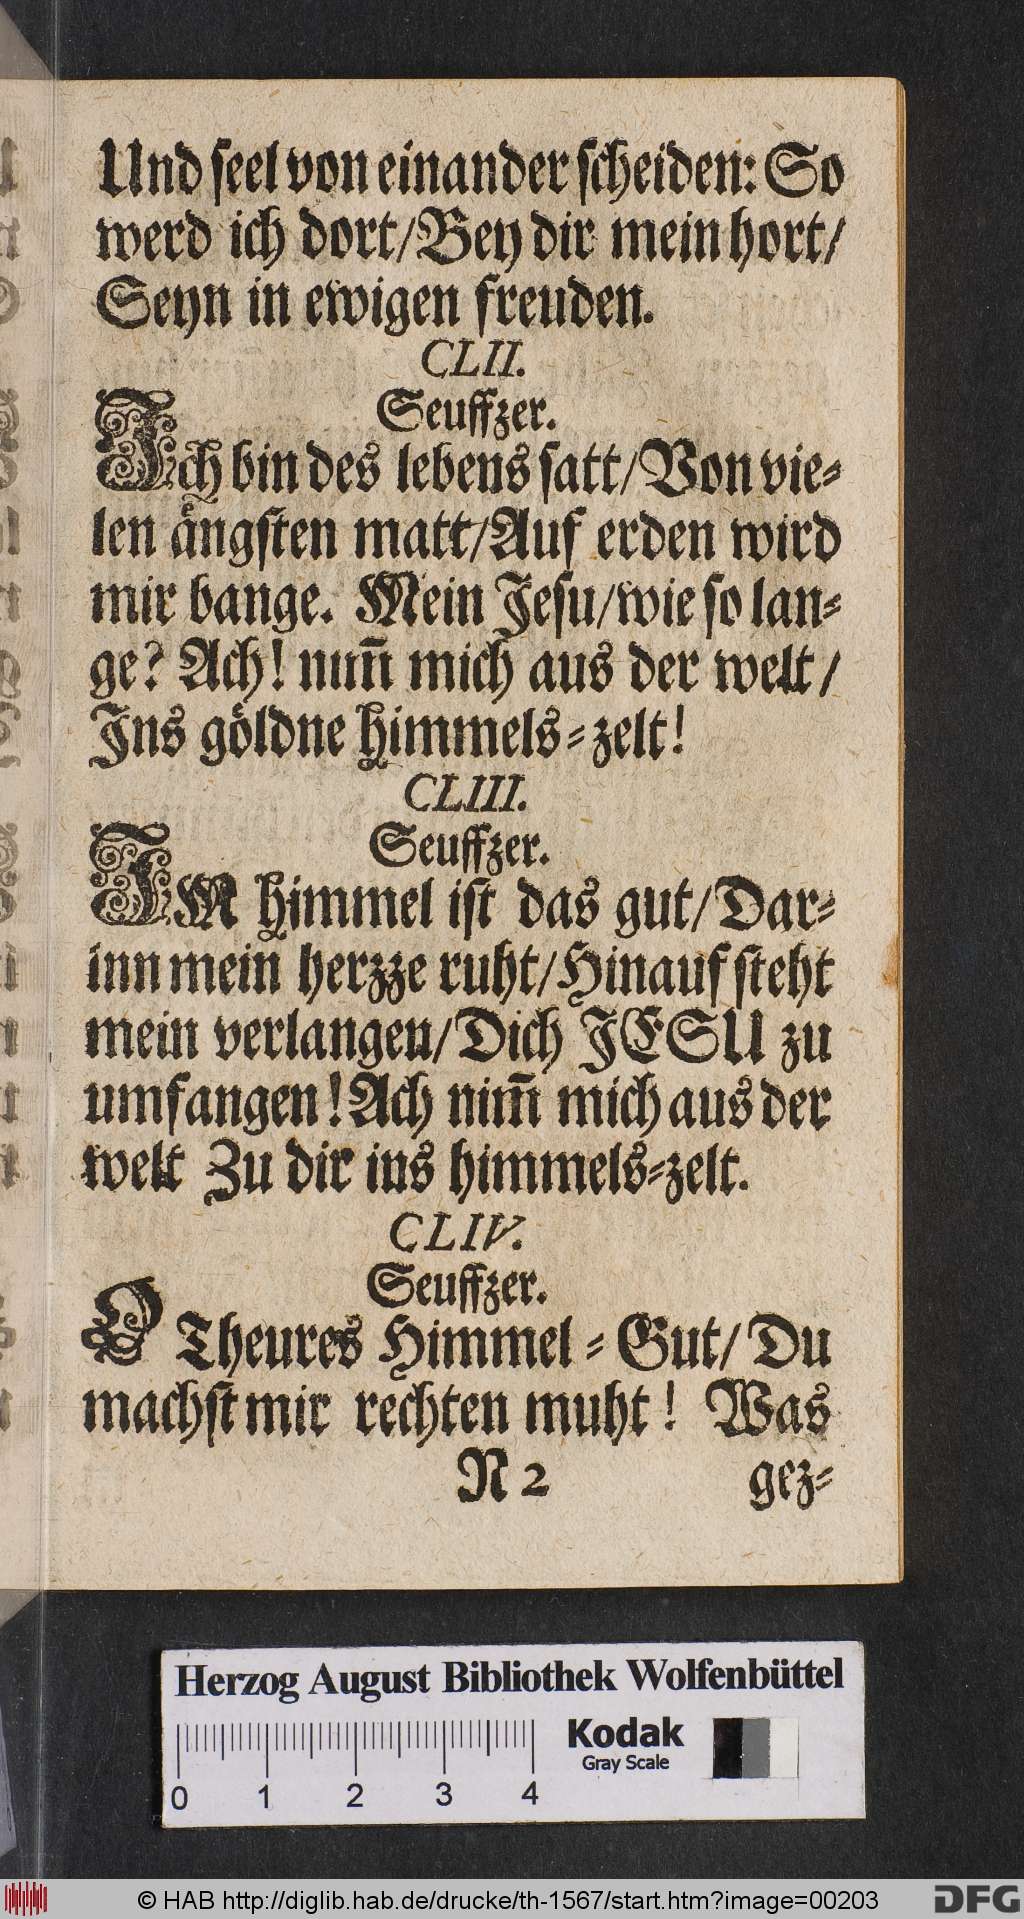 Und seel von einander scheiden: So
werd ich dort/Bey dir mein hort/
Seyn in ewigen freuden.
CLII.
Seuffzer.
Ich bin des lebens satt/Von vie-
len ängsten matt/Auf erden wird
mir bange. Mein Jesu/wie so lan-
ge? Ach! nim̅ mich aus der welt/
Ins göldne himmels-zelt!
CLIII.
Seuffzer.
IM himmel ist das gut/Dar-
inn mein herzze ruht/Hinauf steht
mein verlangen/Dich JESU zu
umfangen! Ach nim̅ mich aus der
welt Zu dir ins himmels-zelt.
CLIV.
Seuffzer.
O Theures Himmel-Gut/Du
machst mir rechten muht! Was
N 2 gez-
Herzog August Bibliothek Wolfenbüttel
Kodak
Gray Scale
0 1 2 3 4
© HAB http://diglib.hab.de/drucke/th-1567/start.htm?image=00203
DFG